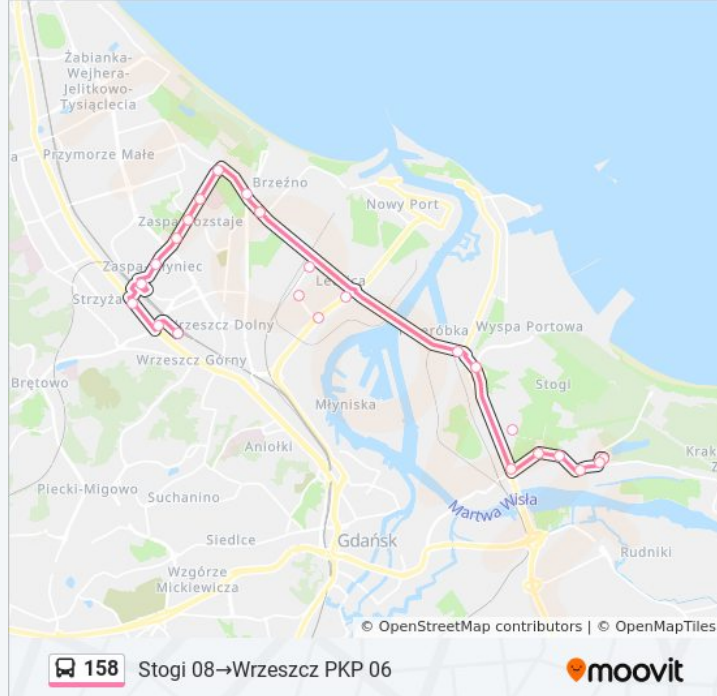 Żabianka-
Wejhera-
Jelitkowo-
Tysiąclecia
a
Przymorze Małe
Brzeźno
Nowy Port
Zaspa
Zaspa
Strzyża
Wrzeszcz Dolny
Wyspa Portowa
Wrzeszcz Górny
Brętowo
Stogi
Młyniska
Aniołki
Krak
Piecki-Migowo
Suchanino
Martwa Wisła
Siedlce
Gdańsk
Rudniki
Wzgórze
Mickiewicza
© OpenStreetMap contributors | © OpenMapTiles
158 Stogi 08→Wrzeszcz PKP 06 moovit